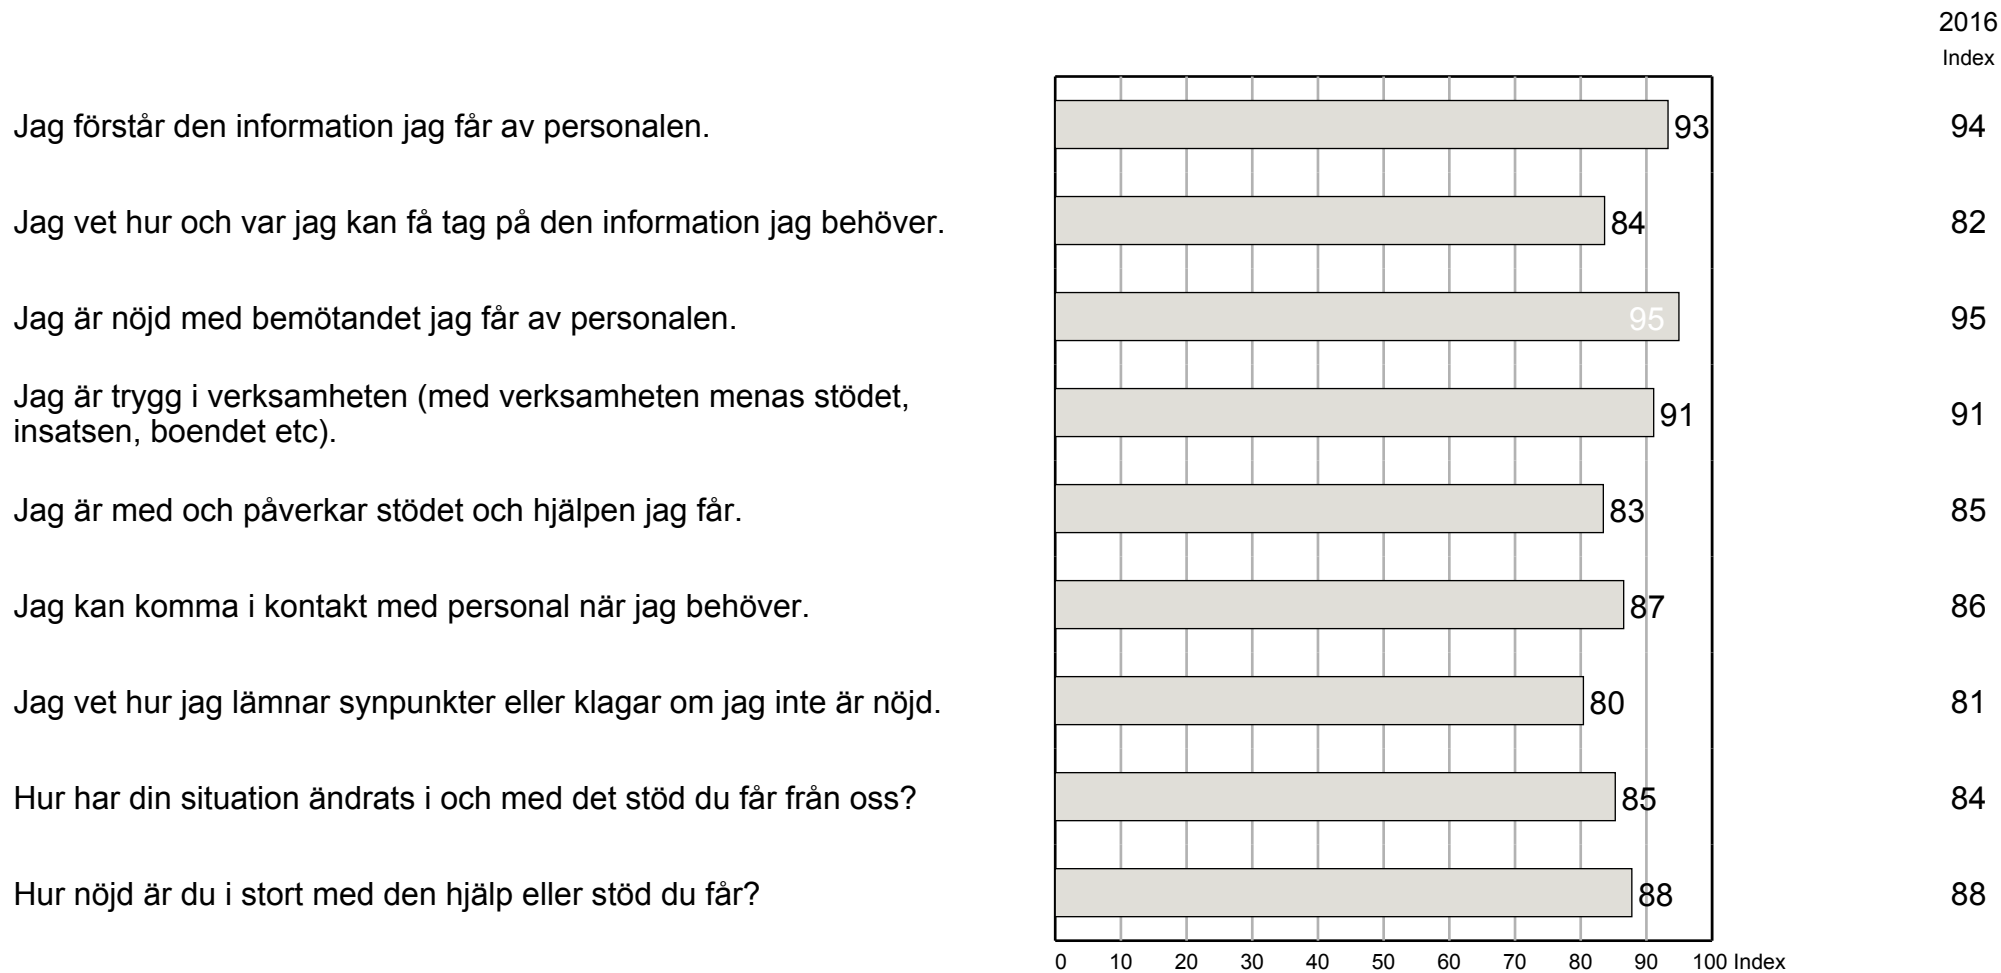 2016
Index
Jag förstår den information jag får av personalen. 93 94
Jag vet hur och var jag kan få tag på den information jag behöver. 84 82
Jag är nöjd med bemötandet jag får av personalen. 95 95
Jag är trygg i verksamheten (med verksamheten menas stödet,
insatsen, boendet etc). 91 91
Jag är med och påverkar stödet och hjälpen jag får. 83 85
Jag kan komma i kontakt med personal när jag behöver. 87 86
Jag vet hur jag lämnar synpunkter eller klagar om jag inte är nöjd. 80 81
Hur har din situation ändrats i och med det stöd du får från oss? 85 84
Hur nöjd är du i stort med den hjälp eller stöd du får? 88 88
0 10 20 30 40 50 60 70 80 90 100 Index